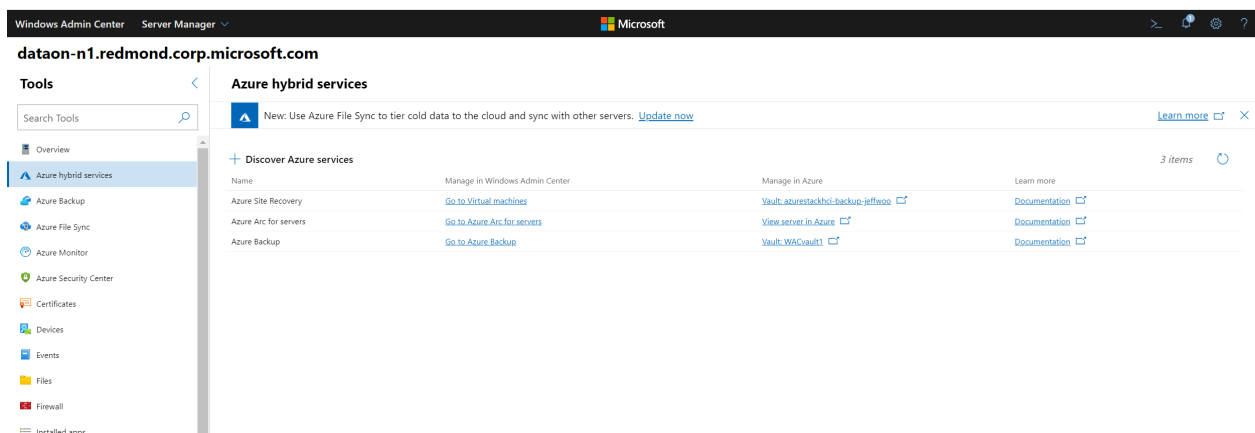 Windows Admin Center Server Manager Microsoft
dataon-n1.redmond.corp.microsoft.com
Tools
Search Tools
Overview
Azure hybrid services
Azure Backup
Azure File Sync
Azure Monitor
Azure Security Center
Certificates
Devices
Events
Files
Firewall
Installed apps
Azure hybrid services
New: Use Azure File Sync to tier cold data to the cloud and sync with other servers. Update now Learn more
Discover Azure services 3 items
Name Manage in Windows Admin Center Manage in Azure Learn more
Azure Site Recovery Go to Virtual machines Vault: azurestackhci-backup-jeffwoo Documentation
Azure Arc for servers Go to Azure Arc for servers View server in Azure Documentation
Azure Backup Go to Azure Backup Vault: WACvault1 Documentation